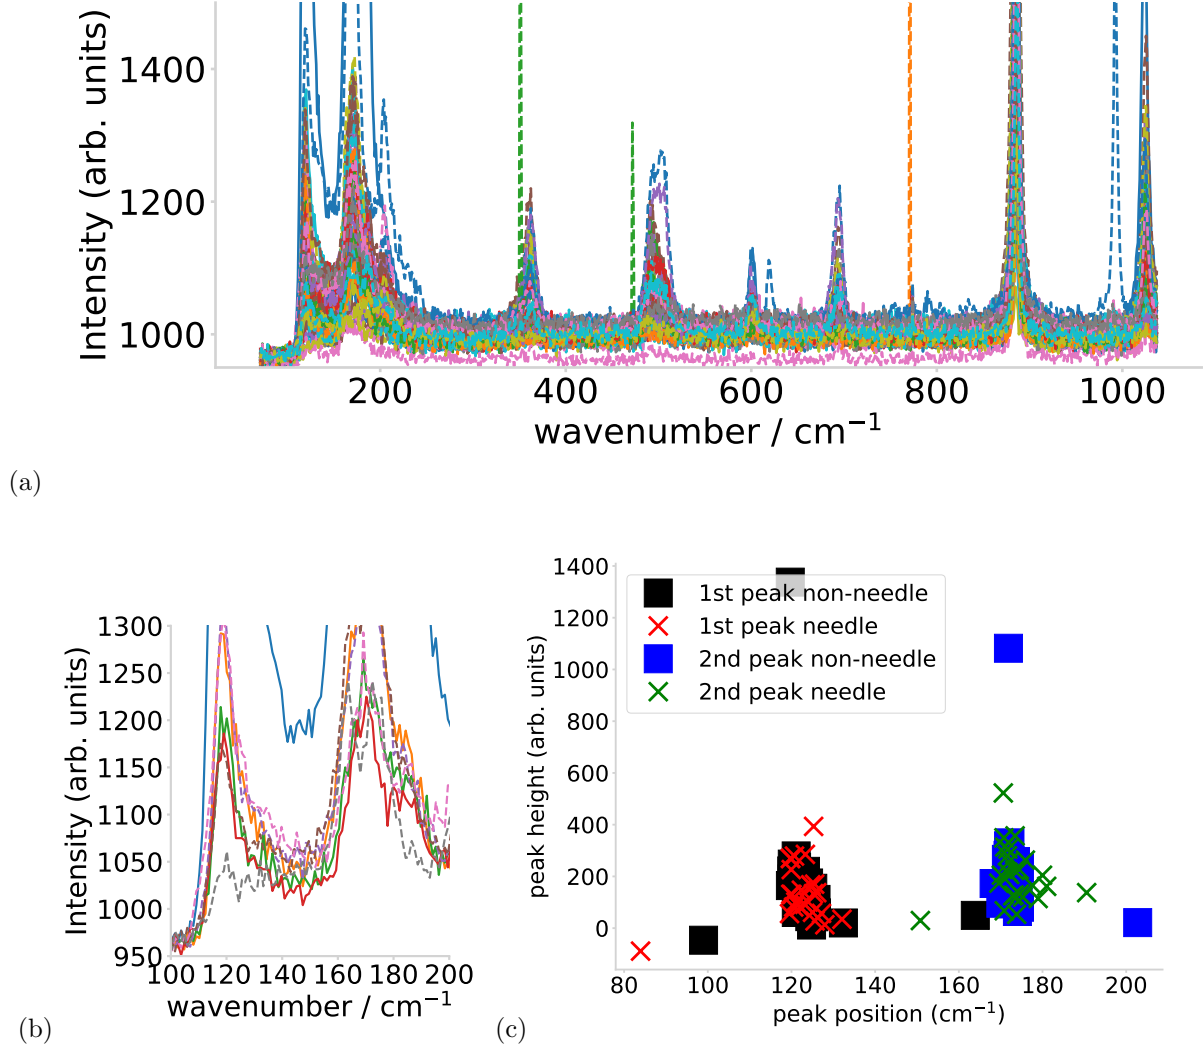 Intensity (arb. units)
1400
1200
1000
200 400 600 800 1000
wavenumber / cm⁻¹
(a)
Intensity (arb. units)
1300
1250
1200
1150
1100
1050
1000
950
100 120 140 160 180 200
wavenumber / cm⁻¹
(b)
peak height (arb. units)
1400
1200
1000
800
600
400
200
0
1st peak non-needle
1st peak needle
2nd peak non-needle
2nd peak needle
80 100 120 140 160 180 200
peak position (cm⁻¹)
(c)